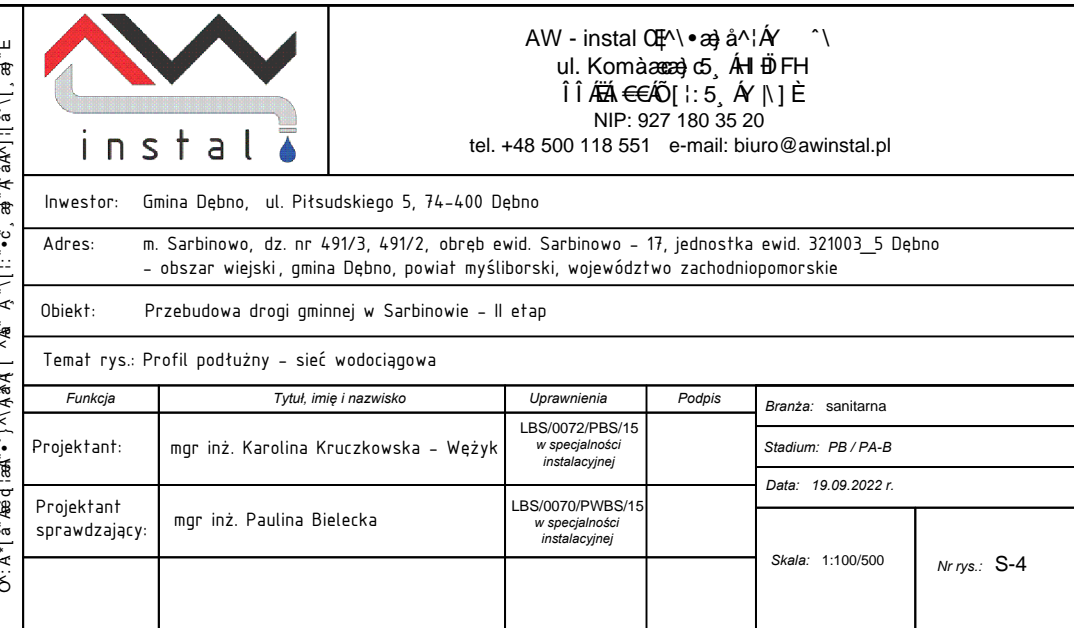 instal
AW - instal
ul.
NIP: 927 180 35 20
tel. +48 500 118 551 e-mail: biuro@awinstal.pl
Inwestor: Gmina Dębno, ul. Piłsudskiego 5, 74-400 Dębno
Adres: m. Sarbinowo, dz. nr 491/3, 491/2, obręb ewid. Sarbinowo - 17, jednostka ewid. 321003_5 Dębno
- obszar wiejski, gmina Dębno, powiat myśliborski, województwo zachodniopomorskie
Obiekt: Przebudowa drogi gminnej w Sarbinowie - II etap
Temat rys.: Profil podłużny - sieć wodociągowa
Funkcja Tytuł, imię i nazwisko Uprawnienia Podpis
Branża: sanitarna
Projektant: mgr inż. Karolina Kruczkowska - Wężyk
LBS/0072/PBS/15
w specjalności
instalacyjnej
Stadium: PB / PA-B
Data: 19.09.2022 r.
Projektant
sprawdzający:
mgr inż. Paulina Bielecka
LBS/0070/PWBS/15
w specjalności
instalacyjnej
Skala: 1:100/500
Nr rys.: S-4